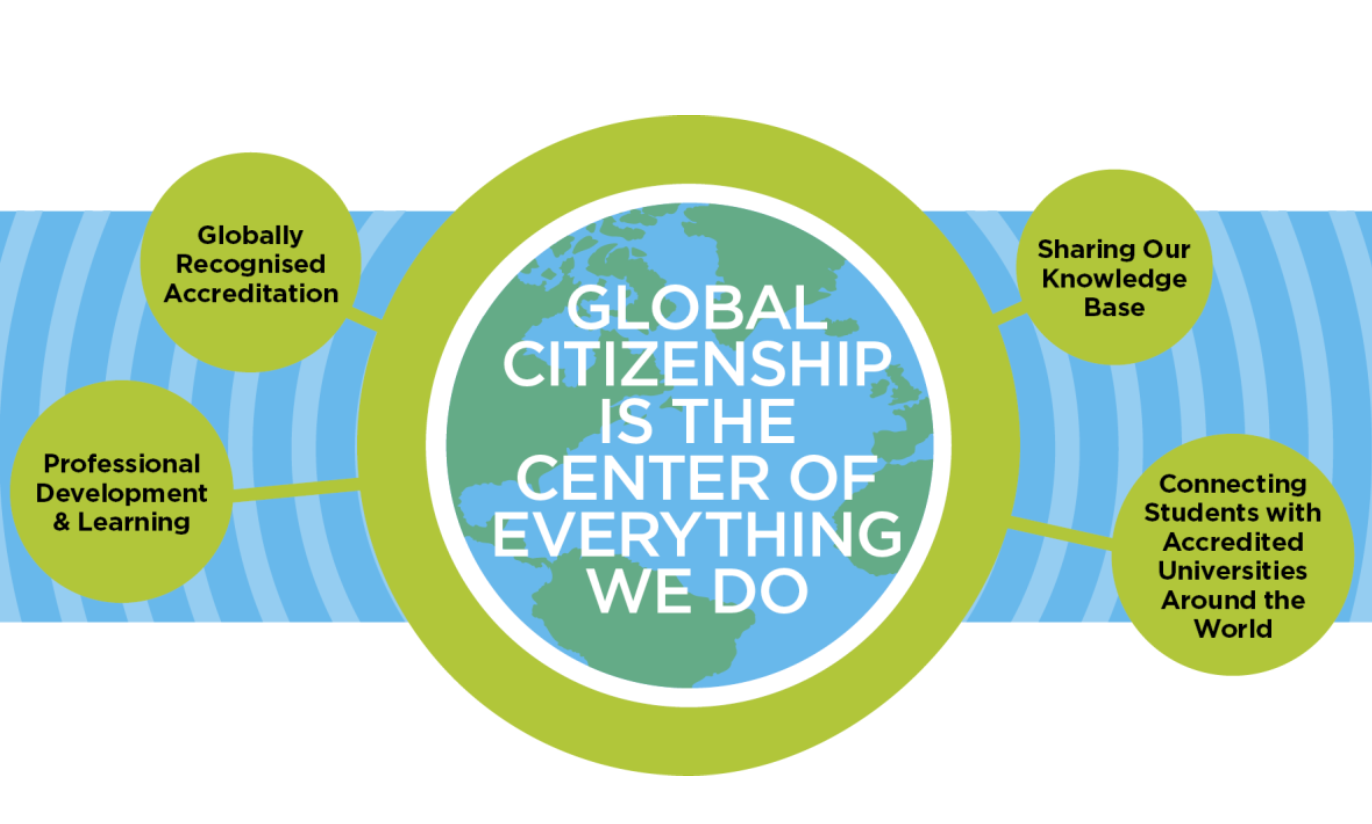 Globally
Recognised
Accreditation
Professional
Development
& Learning
GLOBAL
CITIZENSHIP
IS THE
CENTER OF
EVERYTHING
WE DO
Sharing Our
Knowledge
Base
Connecting
Students with
Accredited
Universities
Around the
World